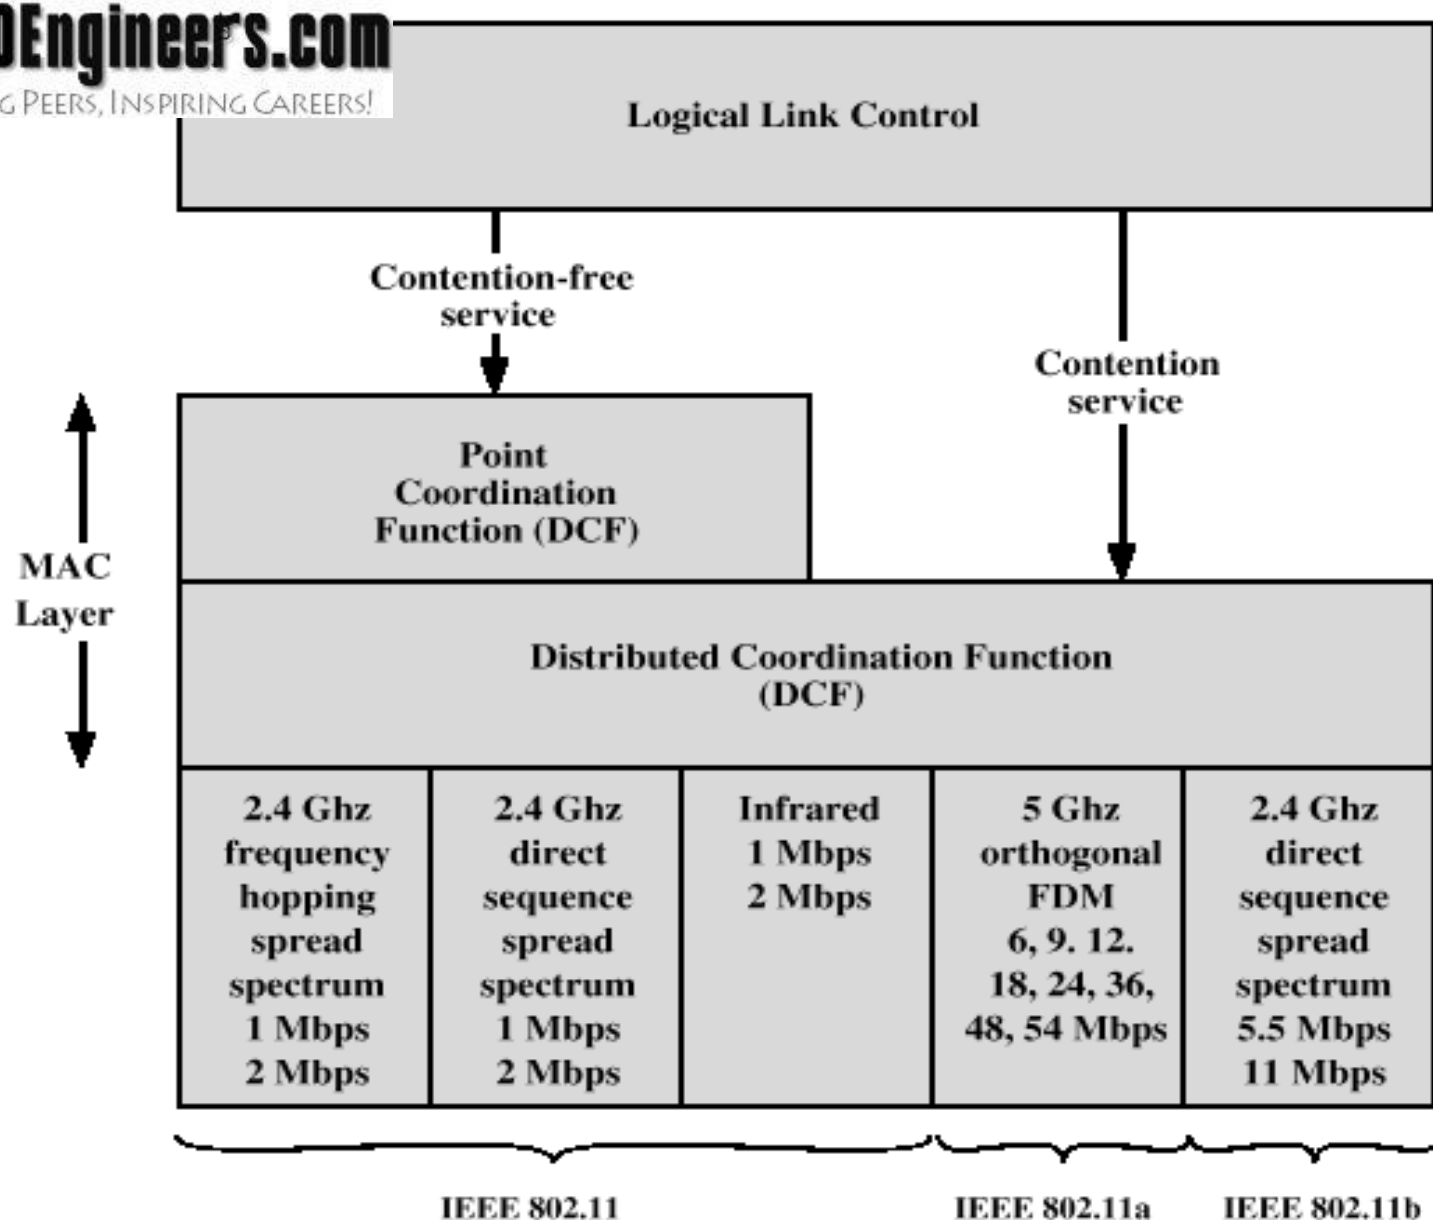 Engineers.com
G PEERS, INSPIRING CAREERS!
Logical Link Control
Contention-free
service
Contention
service
Point
Coordination
Function (DCF)
MAC
Layer
Distributed Coordination Function
(DCF)
2.4 Ghz
frequency
hopping
spread
spectrum
1 Mbps
2 Mbps
2.4 Ghz
direct
sequence
spread
spectrum
1 Mbps
2 Mbps
Infrared
1 Mbps
2 Mbps
5 Ghz
orthogonal
FDM
6, 9. 12.
18, 24, 36,
48, 54 Mbps
2.4 Ghz
direct
sequence
spread
spectrum
5.5 Mbps
11 Mbps
IEEE 802.11
IEEE 802.11a
IEEE 802.11b